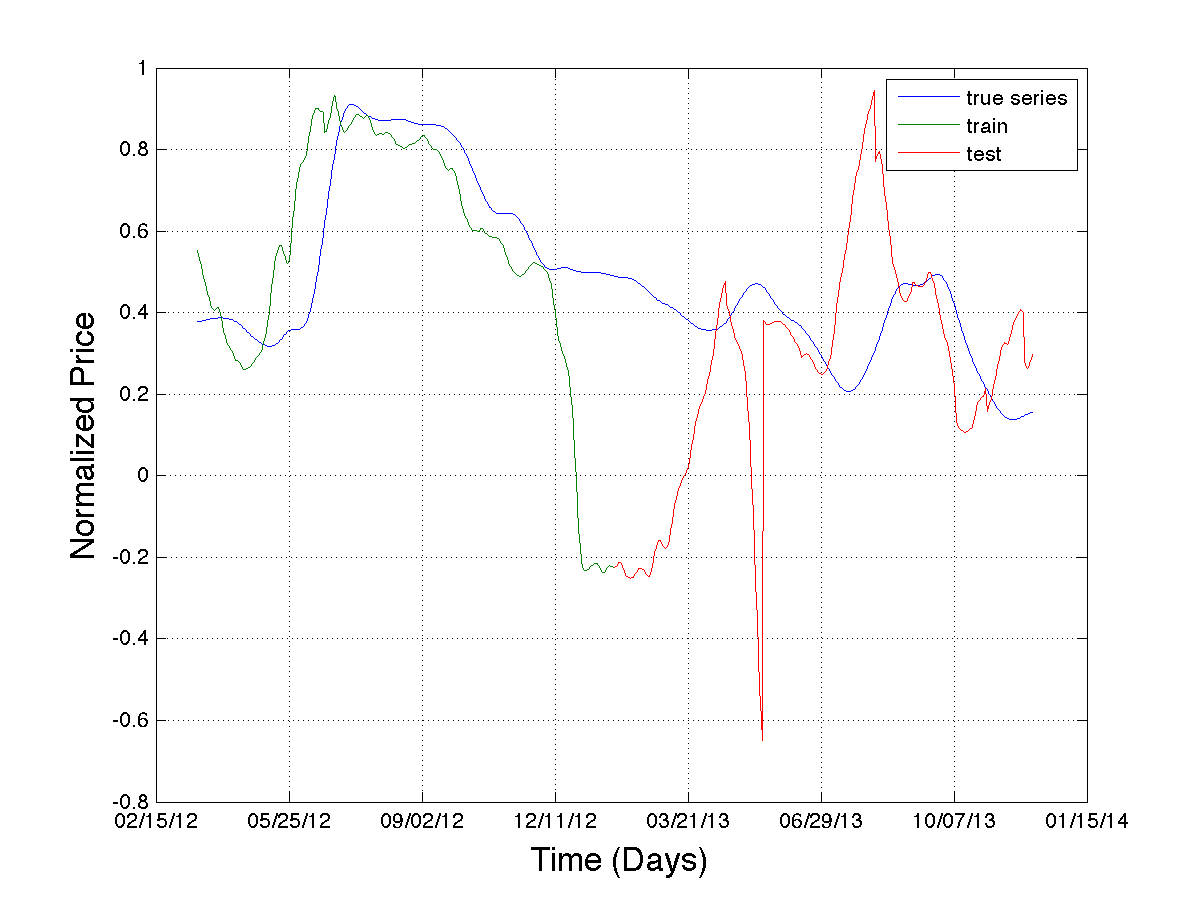 1
0.8
0.6
0.4
0.2
0
-0.2
-0.4
-0.6
-0.8
Normalized Price
true series
train
test
02/15/12 05/25/12 09/02/12 12/11/12 03/21/13 06/29/13 10/07/13 01/15/14
Time (Days)